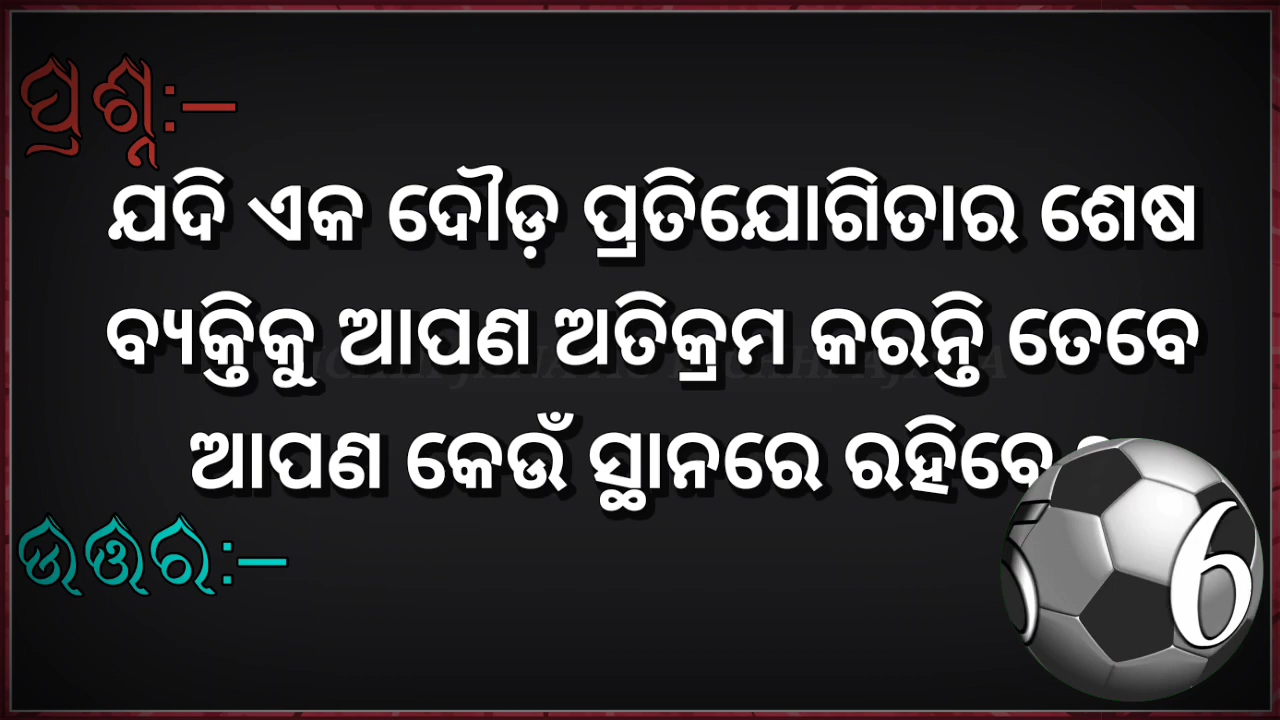 ପ୍ରଶ୍ନ:–
ଯଦି ଏକ ଦୌଡ଼ ପ୍ରତିଯୋଗିତାର ଶେଷ
ବ୍ୟକ୍ତିକୁ ଆପଣ ଅତିକ୍ରମ କରନ୍ତି ତେବେ
ଆପଣ କେଉଁ ସ୍ଥାନରେ ରହିବେ
ଉତ୍ତର:–
6